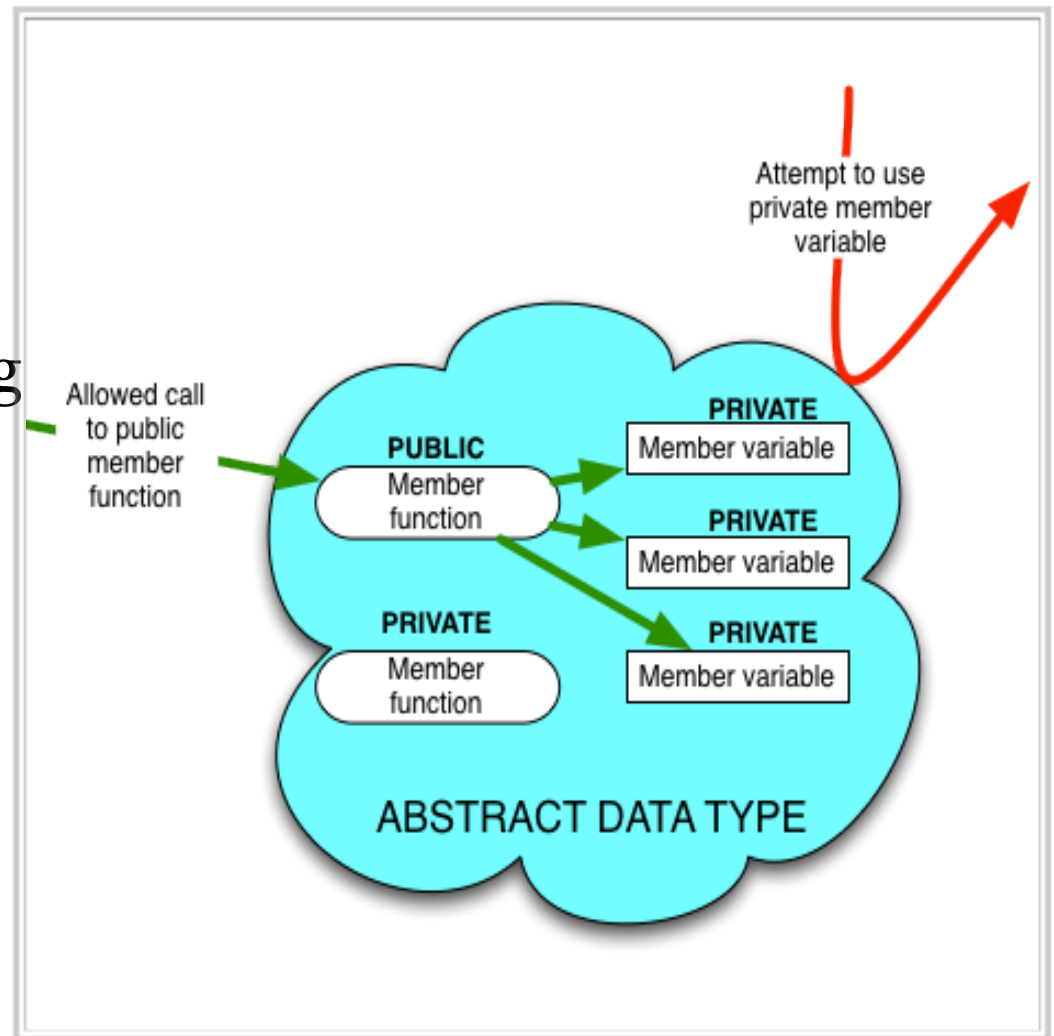 Attempt to use
private member
variable
g
Allowed call
to public
member
function
PUBLIC
Member
function
PRIVATE
Member variable
PRIVATE
Member variable
PRIVATE
Member function
PRIVATE
Member variable
ABSTRACT DATA TYPE